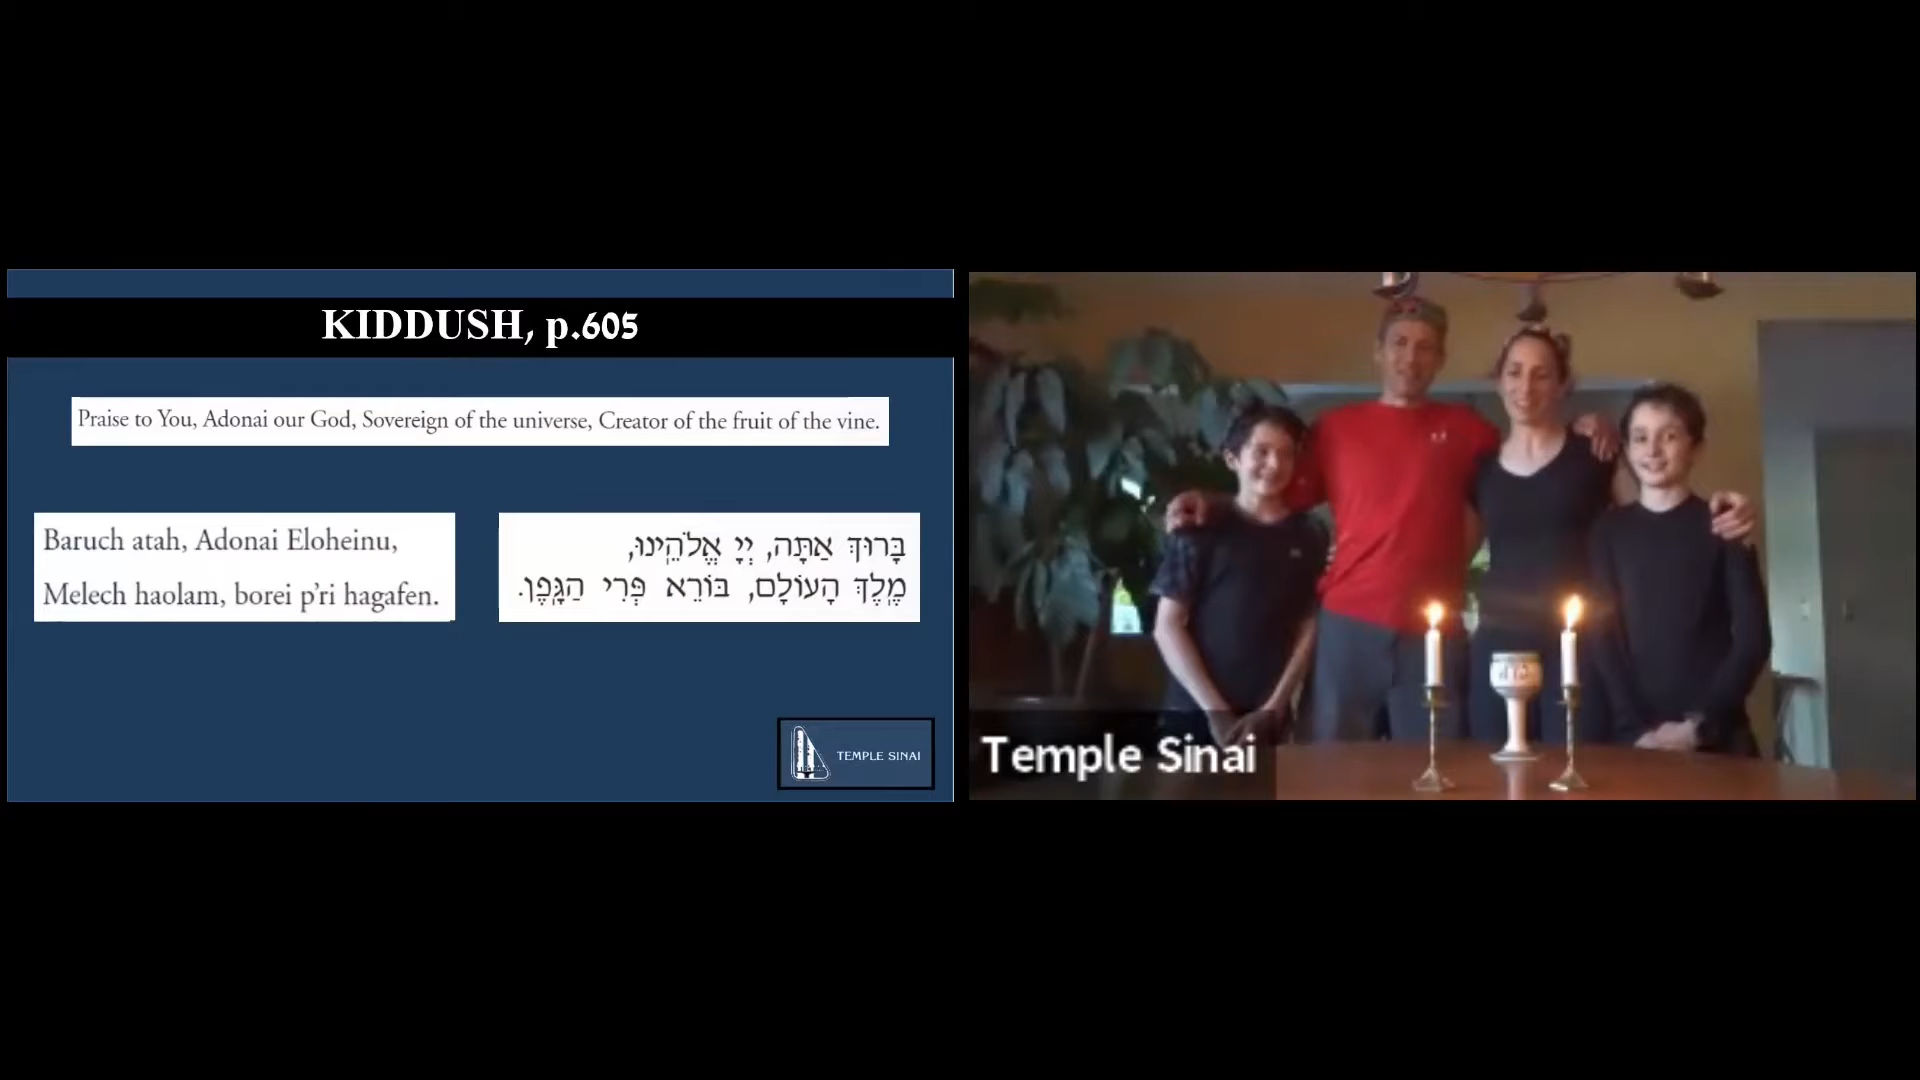 KIDDUSH, p.605
Praise to You, Adonai our God, Sovereign of the universe, Creator of the fruit of the vine.
Baruch atah, Adonai Eloheinu,
Melech haolam, borei p'ri hagafen.
בָּרוּךְ אַתָּה, יְיָ אֱלֹהֵֽינוּ,
מֶֽלֶךְ הָעוֹלָם, בּוֹרֵא פְּרִי הַגָּֽפֶן.
TEMPLE SINAI
Temple Sinai